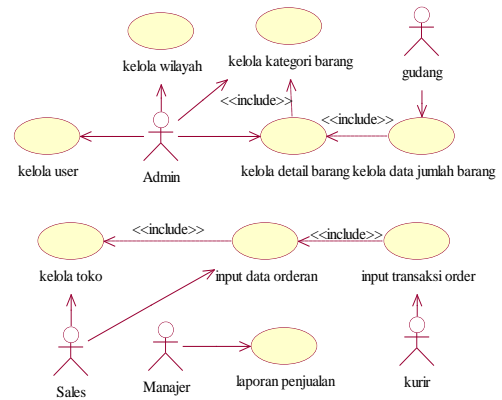 kelola wilayah
kelola kategori barang
gudang
<<include>>
<<include>>
kelola user
Admin
kelola detail barang
kelola data jumlah barang
<<include>>
<<include>>
kelola toko
input data orderan
input transaksi order
Sales
Manajer
laporan penjualan
kurir